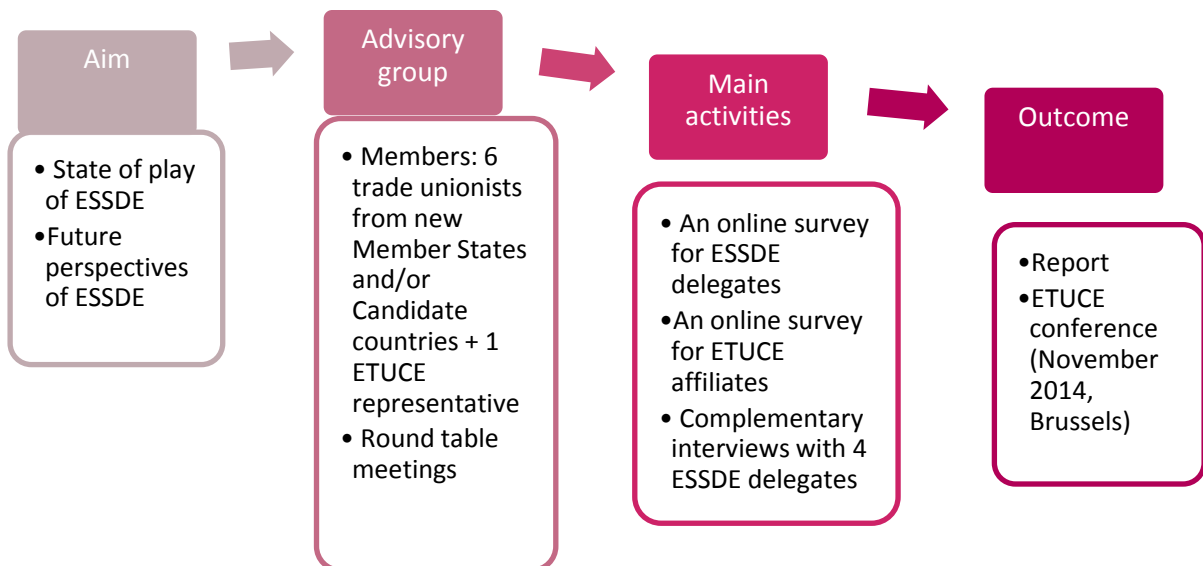 Aim
• State of play
of ESSDE
•Future
perspectives
of ESSDE
Advisory
group
• Members: 6
trade unionists
from new
Member States
and/or
Candidate
countries + 1
ETUCE
representative
• Round table
meetings
Main
activities
• An online survey
for ESSDE
delegates
•An online survey
for ETUCE
affiliates
• Complementary
interviews with 4
ESSDE delegates
Outcome
•Report
•ETUCE
conference
(November
2014,
Brussels)